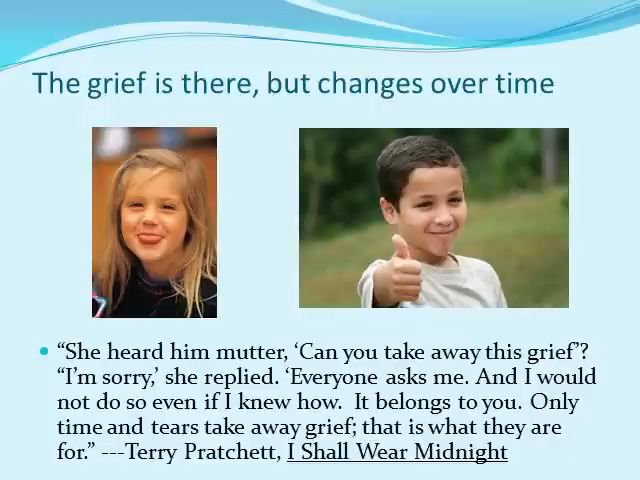 The grief is there, but changes over time
“She heard him mutter, ‘Can you take away this grief’?
“I’m sorry,’ she replied. ‘Everyone asks me. And I would
not do so even if I knew how. It belongs to you. Only
time and tears take away grief; that is what they are
for.” ---Terry Pratchett, I Shall Wear Midnight